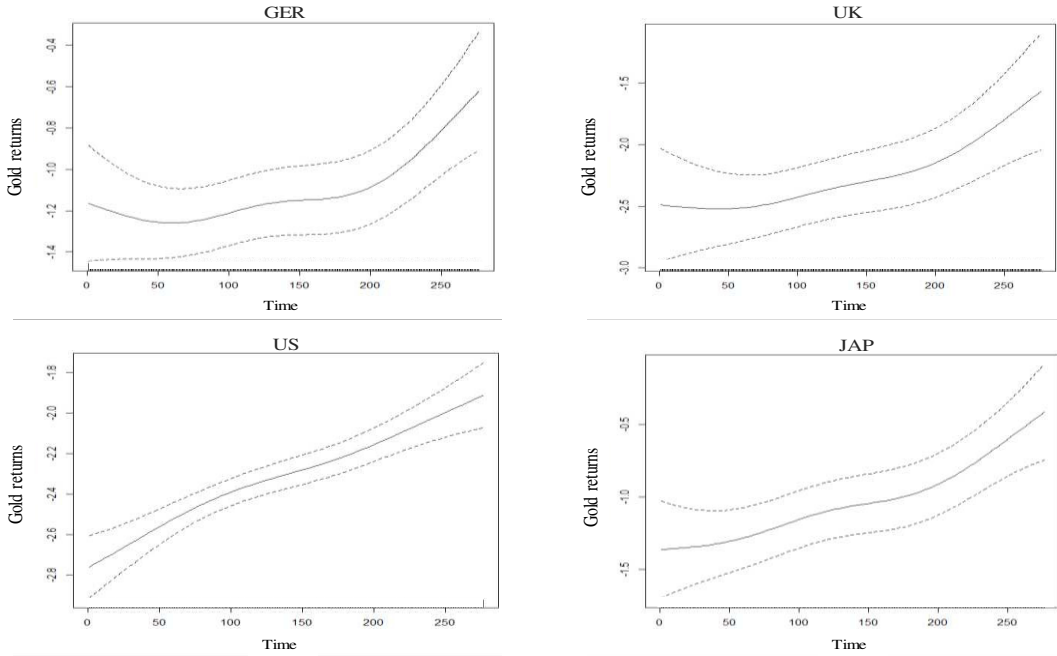 GER
Gold returns
-0.4
-0.6
-0.8
-1.0
-1.2
-1.4
0 50 100 150 200 250
Time
UK
Gold returns
-1.5
-2.0
-2.5
-3.0
0 50 100 150 200 250
Time
US
Gold returns
-1.8
-2.0
-2.2
-2.4
-2.6
-2.8
0 50 100 150 200 250
Time
JAP
Gold returns
-0.5
-1.0
-1.5
0 50 100 150 200 250
Time